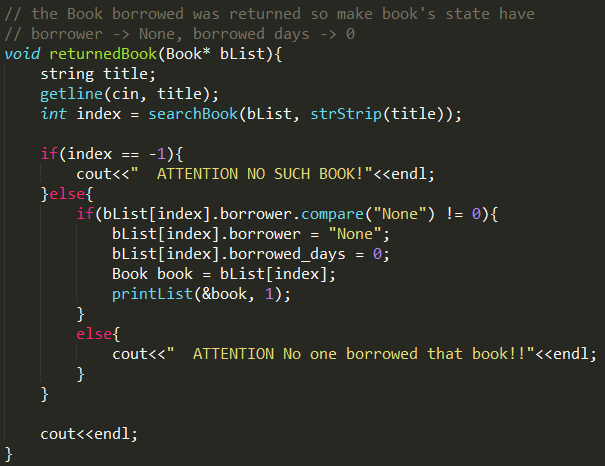 // the Book borrowed was returned so make book's state have
// borrower -> None, borrowed days -> 0
void returnedBook(Book* bList){
    string title;
    getline(cin, title);
    int index = searchBook(bList, strStrip(title));

    if(index == -1){
        cout<<"  ATTENTION NO SUCH BOOK!"<<endl;
    }else{
        if(bList[index].borrower.compare("None") != 0){
            bList[index].borrower = "None";
            bList[index].borrowed_days = 0;
            Book book = bList[index];
            printList(&book, 1);
        }
        else{
            cout<<"  ATTENTION No one borrowed that book!!"<<endl;
        }
    }

    cout<<endl;
}